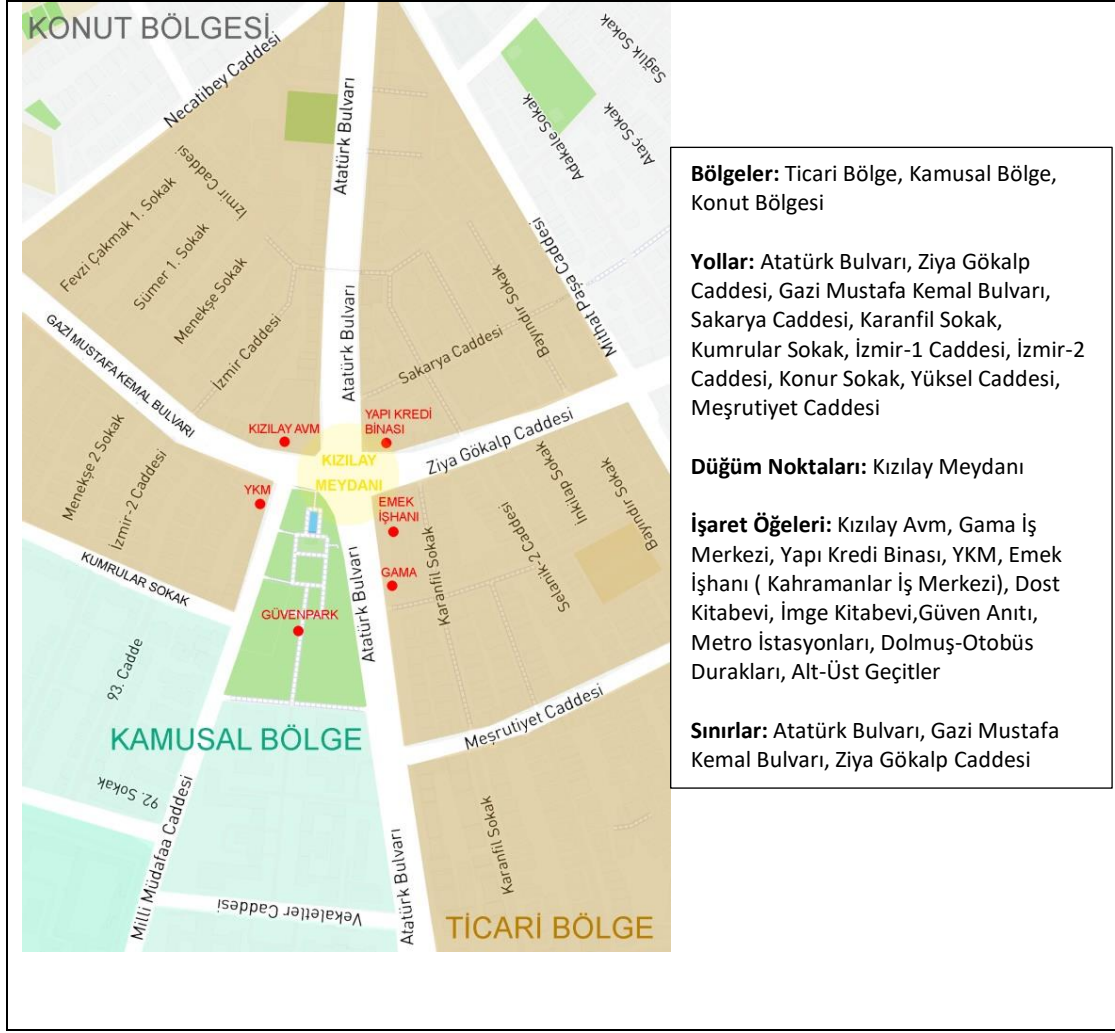 KONUT BÖLGESİ
Necatibey Caddesi
Atatürk Bulvarı
Sağlık Sokak
Adakale Sokak
Ataç Sokak
İzmir Caddesi
Fevzi Çakmak 1. Sokak
Sümer 1. Sokak
Menekşe Sokak
İzmir Caddesi
Atatürk Bulvarı
Sakarya Caddesi
Bayındır Sokak
Mithat Paşa Caddesi
GAZİ MUSTAFA KEMAL BULVARI
KIZILAY AVM
YAPI KREDİ
BİNASI
KIZILAY
MEYDANI
Ziya Gökalp Caddesi
YKM
EMEK
İŞHANI
Menekşe 2 Sokak
İzmir-2 Caddesi
İnkilap Sokak
Bayındır Sokak
Selanik-2 Caddesi
Karanfil Sokak
GAMA
KUMRULAR SOKAK
GÜVENPARK
Atatürk Bulvarı
93. Cadde
KAMUSAL BÖLGE
Meşrutiyet Caddesi
92. Sokak
Milli Müdafaa Caddesi
Karanfil Sokak
Vekaletler Caddesi
Atatürk Bulvarı
TİCARİ BÖLGE
Bölgeler: Ticari Bölge, Kamusal Bölge,
Konut Bölgesi
Yollar: Atatürk Bulvarı, Ziya Gökalp
Caddesi, Gazi Mustafa Kemal Bulvarı,
Sakarya Caddesi, Karanfil Sokak,
Kumrular Sokak, İzmir-1 Caddesi, İzmir-2
Caddesi, Konur Sokak, Yüksel Caddesi,
Meşrutiyet Caddesi
Düğüm Noktaları: Kızılay Meydanı
İşaret Öğeleri: Kızılay Avm, Gama İş
Merkezi, Yapı Kredi Binası, YKM, Emek
İşhanı ( Kahramanlar İş Merkezi), Dost
Kitabevi, İmge Kitabevi,Güven Anıtı,
Metro İstasyonları, Dolmuş-Otobüs
Durakları, Alt-Üst Geçitler
Sınırlar: Atatürk Bulvarı, Gazi Mustafa
Kemal Bulvarı, Ziya Gökalp Caddesi